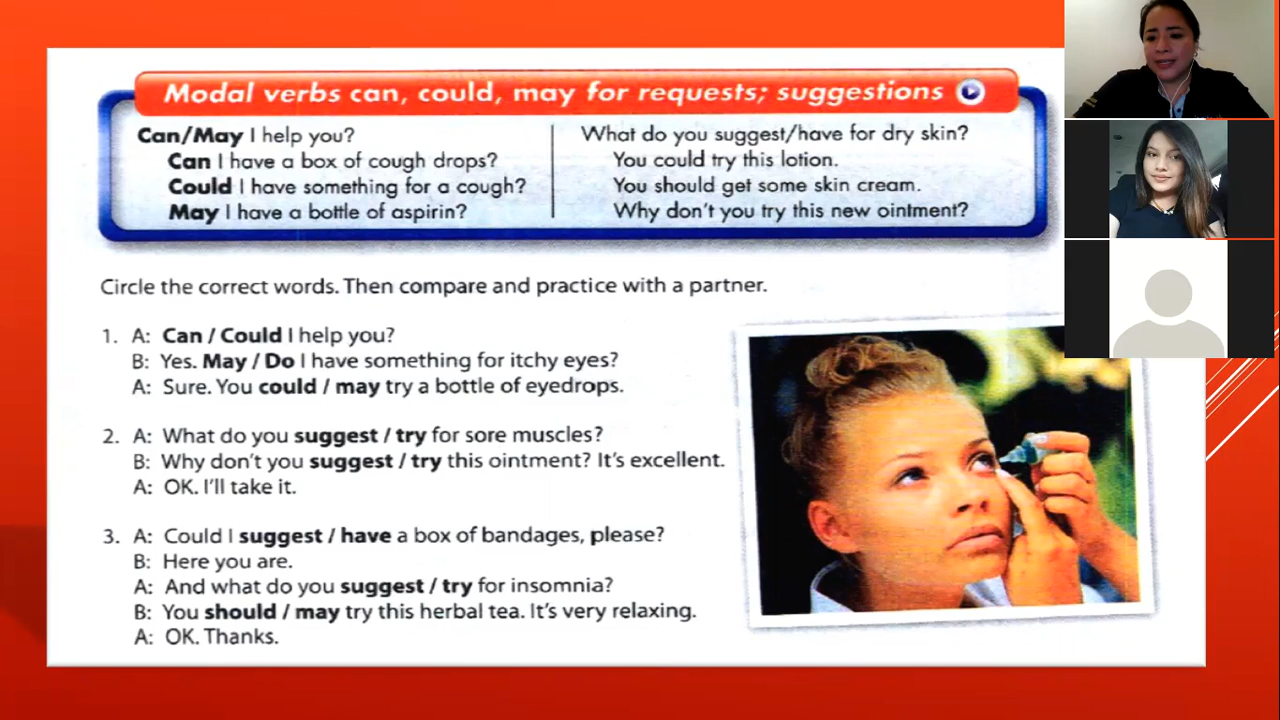 Modal verbs can, could, may for requests; suggestions
Can/May I help you?
Can I have a box of cough drops?
Could I have something for a cough?
May I have a bottle of aspirin?
What do you suggest/have for dry skin?
You could try this lotion.
You should get some skin cream.
Why don't you try this new ointment?
Circle the correct words. Then compare and practice with a partner.
1. A: Can / Could I help you?
B: Yes. May / Do I have something for itchy eyes?
A: Sure. You could / may try a bottle of eyedrops.
2. A: What do you suggest / try for sore muscles?
B: Why don't you suggest / try this ointment? It's excellent.
A: OK. I'll take it.
3. A: Could I suggest / have a box of bandages, please?
B: Here you are.
A: And what do you suggest / try for insomnia?
B: You should / may try this herbal tea. It's very relaxing.
A: OK. Thanks.